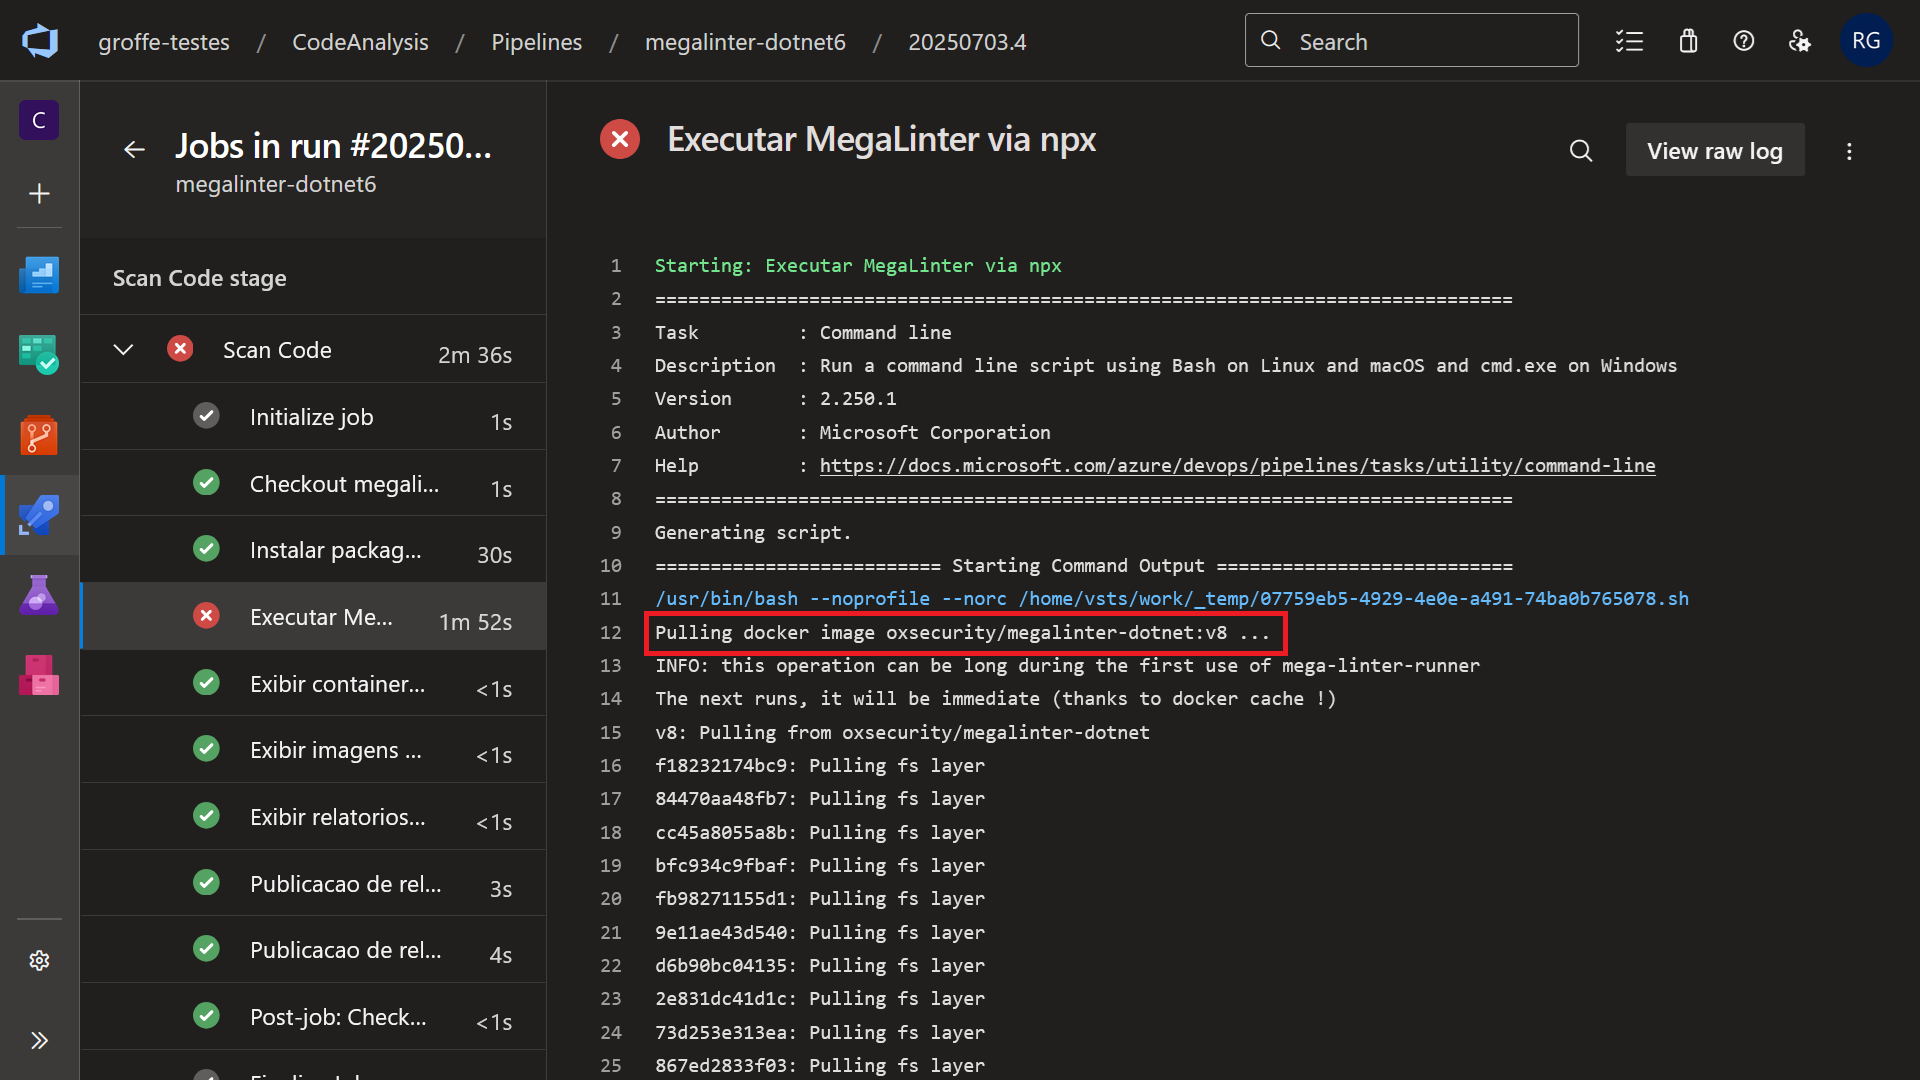 groffe-testes / CodeAnalysis / Pipelines / megalinter-dotnet6 / 20250703.4
Search
RG
C
Jobs in run #20250...
megalinter-dotnet6
Scan Code stage
Scan Code 2m 36s
Initialize job 1s
Checkout megali... 1s
Instalar packag... 30s
Executar Me... 1m 52s
Exibir container... <1s
Exibir imagens ... <1s
Exibir relatorios... <1s
Publicacao de rel... 3s
Publicacao de rel... 4s
Post-job: Check... <1s
Executar MegaLinter via npx
View raw log
1 Starting: Executar MegaLinter via npx
2 ==============================================================================
3 Task         : Command line
4 Description  : Run a command line script using Bash on Linux and macOS and cmd.exe on Windows
5 Version      : 2.250.1
6 Author       : Microsoft Corporation
7 Help         : https://docs.microsoft.com/azure/devops/pipelines/tasks/utility/command-line
8 ==============================================================================
9 Generating script.
10 ========================== Starting Command Output ===========================
11 /usr/bin/bash --noprofile --norc /home/vsts/work/_temp/07759eb5-4929-4e0e-a491-74ba0b765078.sh
12 Pulling docker image oxsecurity/megalinter-dotnet:v8 ...
13 INFO: this operation can be long during the first use of mega-linter-runner
14 The next runs, it will be immediate (thanks to docker cache !)
15 v8: Pulling from oxsecurity/megalinter-dotnet
16 f18232174bc9: Pulling fs layer
17 84470aa48fb7: Pulling fs layer
18 cc45a8055a8b: Pulling fs layer
19 bfc934c9fbaf: Pulling fs layer
20 fb98271155d1: Pulling fs layer
21 9e11ae43d540: Pulling fs layer
22 d6b90bc04135: Pulling fs layer
23 2e831dc41d1c: Pulling fs layer
24 73d253e313ea: Pulling fs layer
25 867ed2833f03: Pulling fs layer